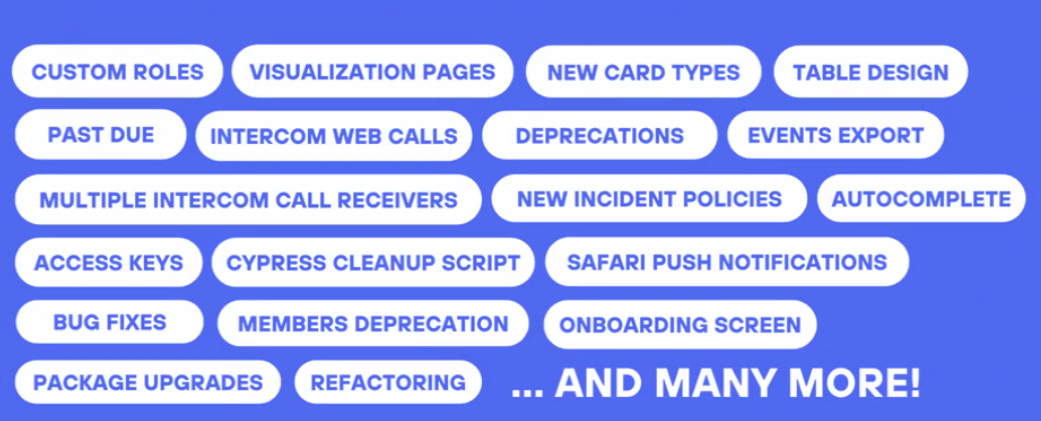 CUSTOM ROLES VISUALIZATION PAGES NEW CARD TYPES TABLE DESIGN
PAST DUE INTERCOM WEB CALLS DEPRECATIONS EVENTS EXPORT
MULTIPLE INTERCOM CALL RECEIVERS NEW INCIDENT POLICIES AUTOCOMPLETE
ACCESS KEYS CYPRESS CLEANUP SCRIPT SAFARI PUSH NOTIFICATIONS
BUG FIXES MEMBERS DEPRECATION ONBOARDING SCREEN
PACKAGE UPGRADES REFACTORING ... AND MANY MORE!